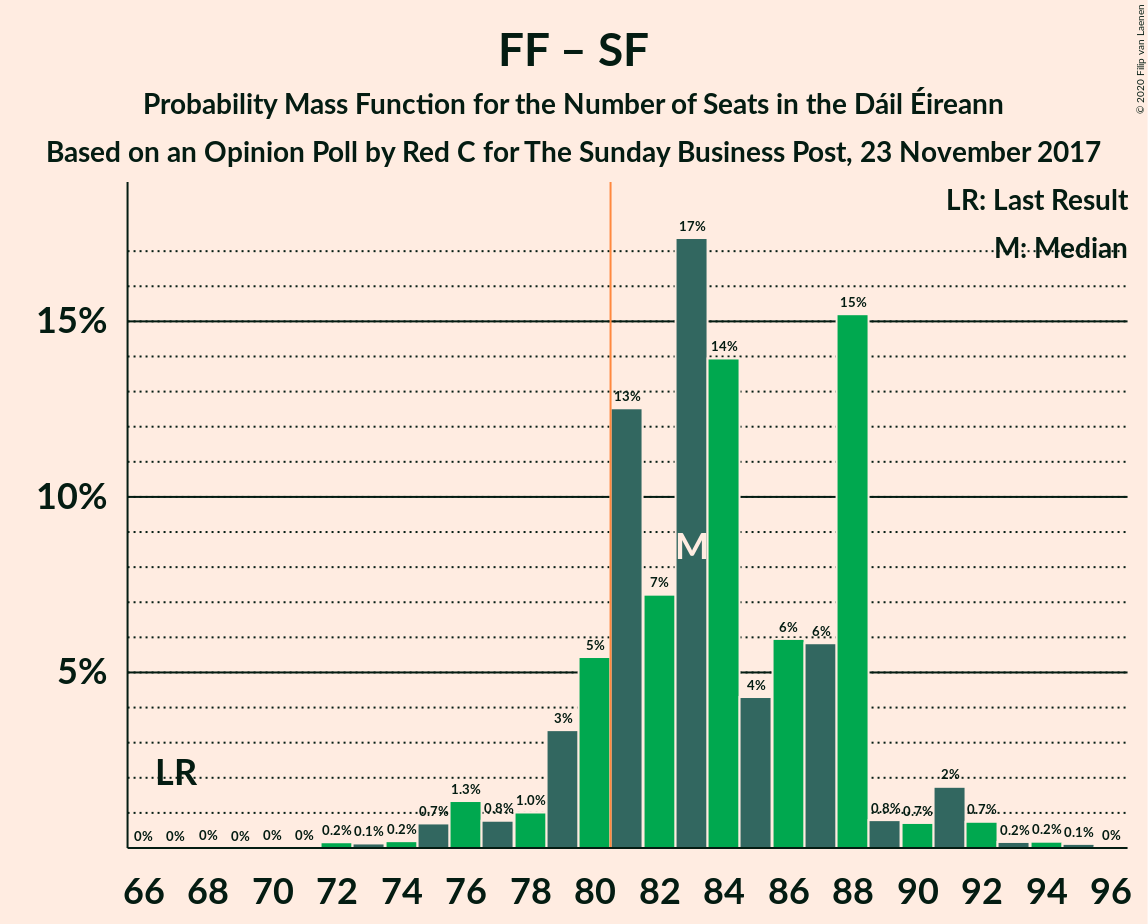 FF – SF
Probability Mass Function for the Number of Seats in the Dáil Éireann
Based on an Opinion Poll by Red C for The Sunday Business Post, 23 November 2017
© 2020 Filip van Laenen
LR: Last Result
M: Median
15%
10%
5%
LR
M
0% 0% 0% 0% 0% 0% 0.2% 0.1% 0.2% 0.7% 1.3% 0.8% 1.0% 3% 5% 13% 7% 17% 14% 4% 6% 6% 15% 0.8% 0.7% 2% 0.7% 0.2% 0.2% 0.1% 0%
66 68 70 72 74 76 78 80 82 84 86 88 90 92 94 96